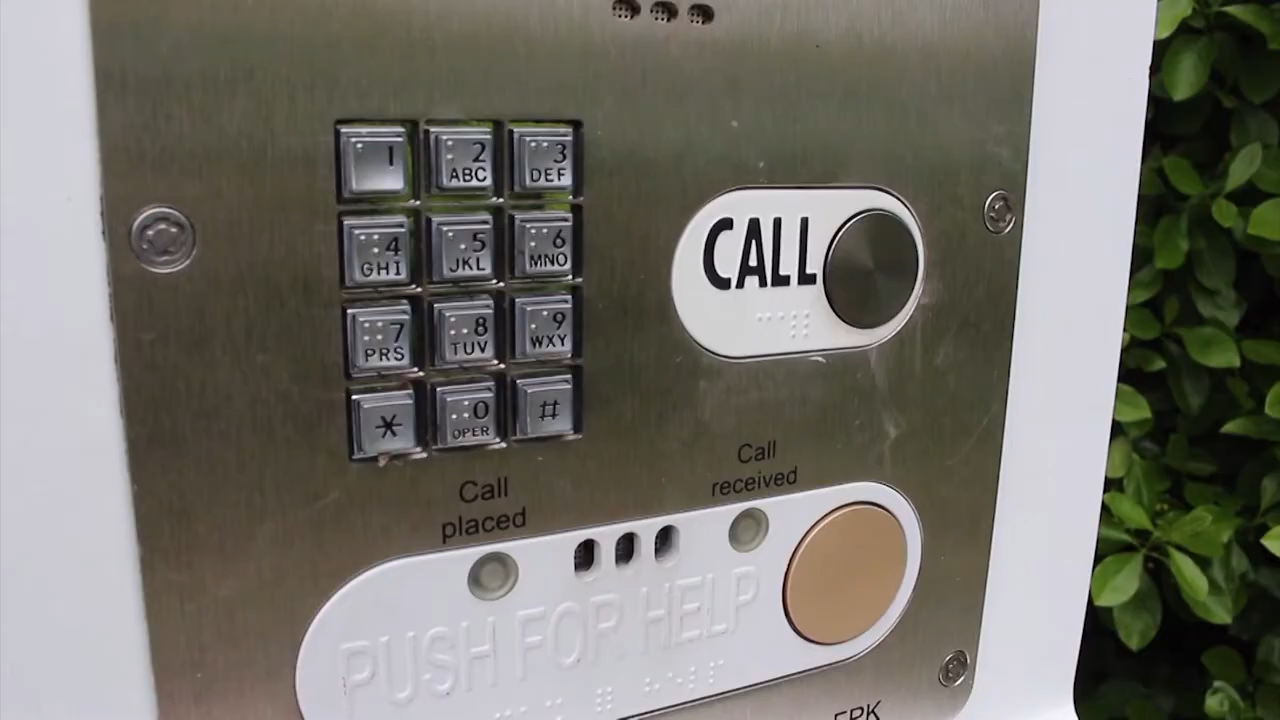 1
2
ABC
3
DEF
4
GHI
5
JKL
6
MNO
7
PRS
8
TUV
9
WXY
*
0
OPER
#
CALL
Call
placed
Call
received
PUSH FOR HELP